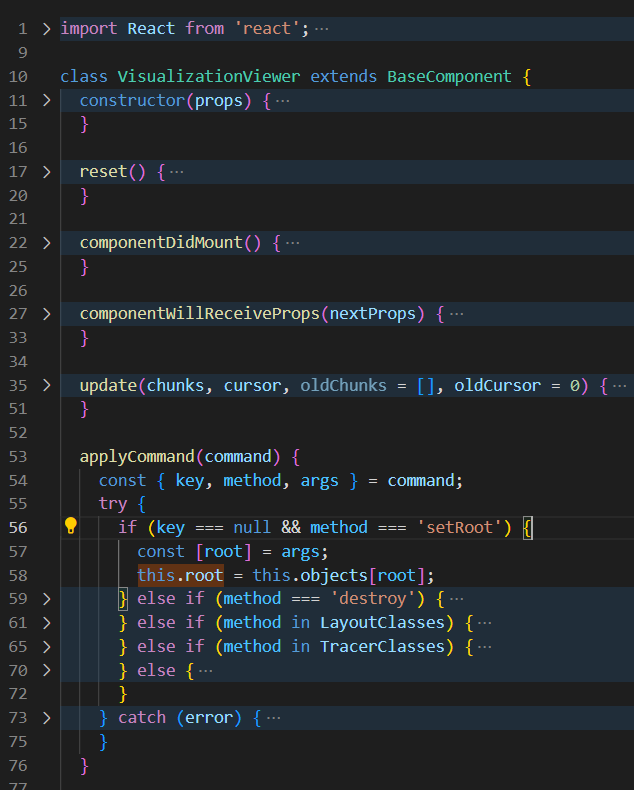 1 > import React from 'react'; ···
9
10 class VisualizationViewer extends BaseComponent {
11 > constructor(props) { ···
15 }
16
17 > reset() { ···
20 }
21
22 > componentDidMount() { ···
25 }
26
27 > componentWillReceiveProps(nextProps) { ···
33 }
34
35 > update(chunks, cursor, oldChunks = [], oldCursor = 0) { ···
51 }
52
53 applyCommand(command) {
54 const { key, method, args } = command;
55 try {
56 if (key === null && method === 'setRoot') {
57 const [root] = args;
58 this.root = this.objects[root];
59 > } else if (method === 'destroy') { ···
61 > } else if (method in LayoutClasses) { ···
65 > } else if (method in TracerClasses) { ···
70 > } else { ···
72 }
73 > } catch (error) { ···
75 }
76 }
77